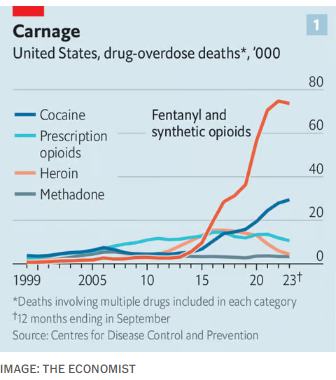 Carnage
1
United States, drug-overdose deaths*, ’000
80
Cocaine
Prescription
opioids
Heroin
Methadone
Fentanyl and
synthetic opioids
60
40
20
0
1999 2005 10 15 20 23†
*Deaths involving multiple drugs included in each category
†12 months ending in September
Source: Centres for Disease Control and Prevention
IMAGE: THE ECONOMIST